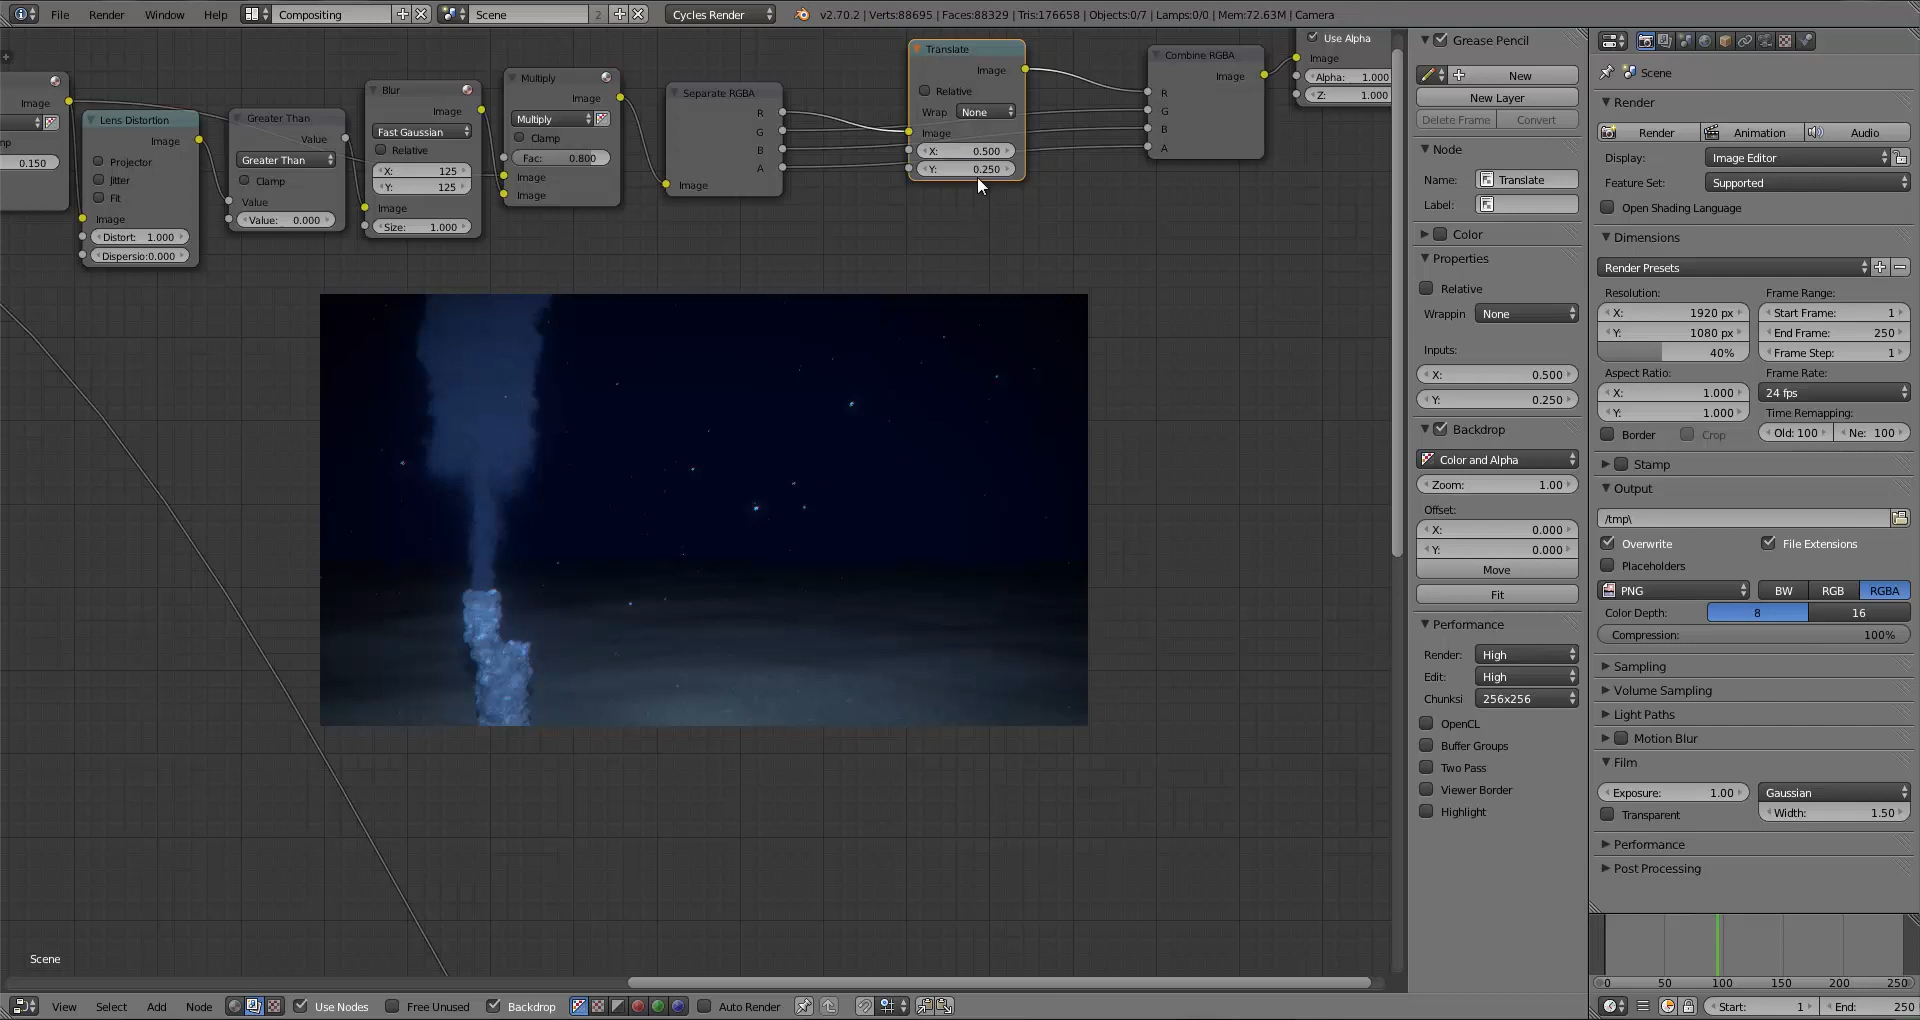 File
Render
Window
Help
Compositing
Scene
2
Cycles Render
v2.70.2 | Verts:88695 | Faces:88329 | Tris:176658 | Objects:0/7 | Lamps:0/0 | Mem:72.63M | Camera
Image
mp
0.150
Lens Distortion
Image
Projector
Jitter
Fit
Image
Distort: 1.000
Dispersio:0.000
Greater Than
Value
Greater Than
Clamp
Value
Value: 0.000
Blur
Image
Fast Gaussian
Relative
X: 125
Y: 125
Image
Size: 1.000
Multiply
Image
Multiply
Clamp
Fac: 0.800
Image
Image
Separate RGBA
R
G
B
A
Image
Translate
Image
Relative
Wrap None
Image
X: 0.500
Y: 0.250
Combine RGBA
Image
R
G
B
A
Use Alpha
Image
Alpha: 1.000
Z: 1.000
Scene
View
Select
Add
Node
Use Nodes
Free Unused
Backdrop
Auto Render
Grease Pencil
New
New Layer
Delete Frame
Convert
Node
Name: Translate
Label:
Color
Properties
Relative
Wrappin None
Inputs:
X: 0.500
Y: 0.250
Backdrop
Color and Alpha
Zoom: 1.00
Offset:
X: 0.000
Y: 0.000
Move
Fit
Performance
Render: High
Edit: High
Chunksi 256x256
OpenCL
Buffer Groups
Two Pass
Viewer Border
Highlight
Scene
Render
Render
Animation
Audio
Display: Image Editor
Feature Set: Supported
Open Shading Language
Dimensions
Render Presets
Resolution:
X: 1920 px
Y: 1080 px
40%
Aspect Ratio:
X: 1.000
Y: 1.000
Border
Crop
Frame Range:
Start Frame: 1
End Frame: 250
Frame Step: 1
Frame Rate:
24 fps
Time Remapping:
Old: 100
Ne: 100
Stamp
Output
/tmp\
Overwrite
File Extensions
Placeholders
PNG
BW
RGB
RGBA
Color Depth: 8 16
Compression: 100%
Sampling
Volume Sampling
Light Paths
Motion Blur
Film
Exposure: 1.00
Gaussian
Transparent
Width: 1.50
Performance
Post Processing
0 50 100 150 200 250
Start: 1
End: 250